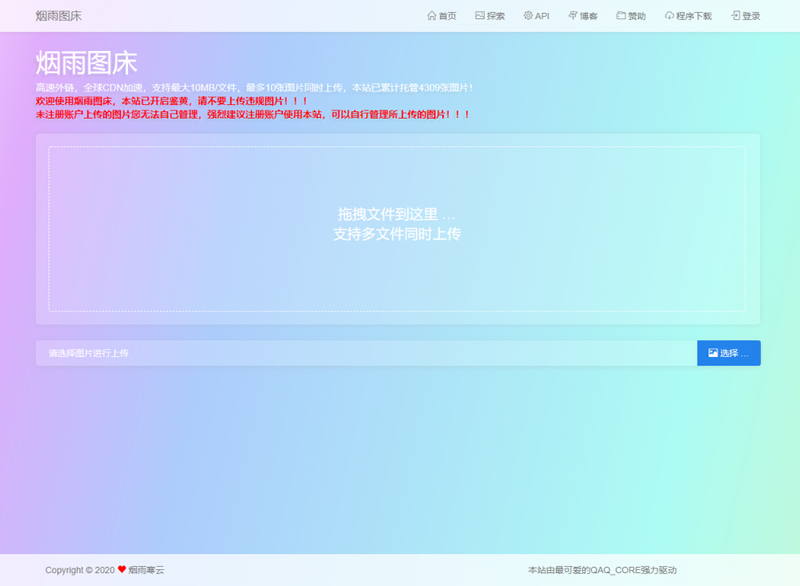 烟雨图床
首页 探索 API 博客 赞助 程序下载 登录
烟雨图床
高速外链，全球CDN加速，支持最大10MB/文件，最多10张图片同时上传，本站已累计托管4309张图片！
欢迎使用烟雨图床，本站已开启鉴黄，请不要上传违规图片！！！
未注册账户上传的图片您无法自己管理，强烈建议注册账户使用本站，可以自行管理所上传的图片！！！
拖拽文件到这里 …
支持多文件同时上传
请选择图片进行上传
选择 …
Copyright © 2020 ❤ 烟雨寒云
本站由最可爱的QAQ_CORE强力驱动